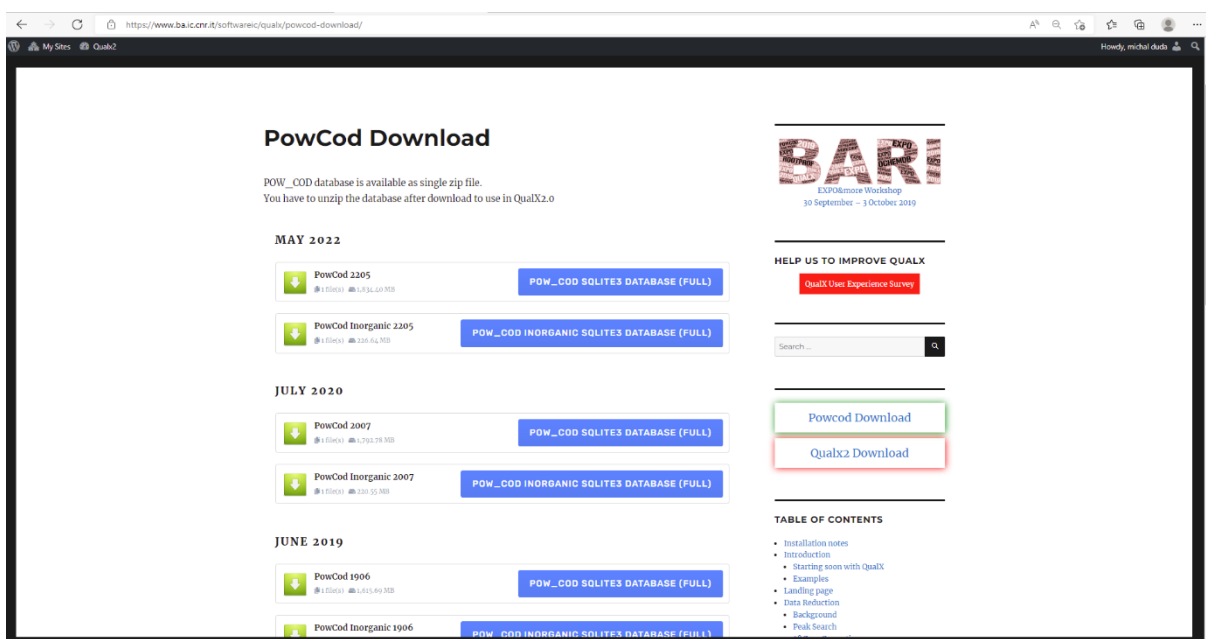 https://www.ba.ic.cnr.it/softwareic/qualx/powcod-download/
My Sites Qualx2
Howdy, michal duda
PowCod Download
POW_COD database is available as single zip file.
You have to unzip the database after download to use in QualX2.0
MAY 2022
PowCod 2205
1 file(s) 1,834.40 MB
POW_COD SQLITE3 DATABASE (FULL)
PowCod Inorganic 2205
1 file(s) 226.64 MB
POW_COD INORGANIC SQLITE3 DATABASE (FULL)
JULY 2020
PowCod 2007
1 file(s) 1,792.78 MB
POW_COD SQLITE3 DATABASE (FULL)
PowCod Inorganic 2007
1 file(s) 220.55 MB
POW_COD INORGANIC SQLITE3 DATABASE (FULL)
JUNE 2019
PowCod 1906
1 file(s) 1,615.69 MB
POW_COD SQLITE3 DATABASE (FULL)
PowCod Inorganic 1906
POW_COD INORGANIC SQLITE3 DATABASE (FULL)
BARI
EXPO&more Workshop
30 September – 3 October 2019
HELP US TO IMPROVE QUALX
QualX User Experience Survey
Search ...
Powcod Download
Qualx2 Download
TABLE OF CONTENTS
Installation notes
Introduction
Starting soon with QualX
Examples
Landing page
Data Reduction
Background
Peak Search